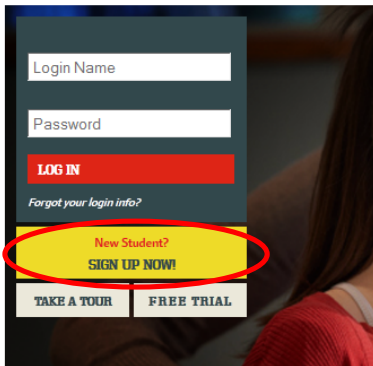 Login Name
Password
LOG IN
Forgot your login info?
New Student?
SIGN UP NOW!
TAKE A TOUR
FREE TRIAL